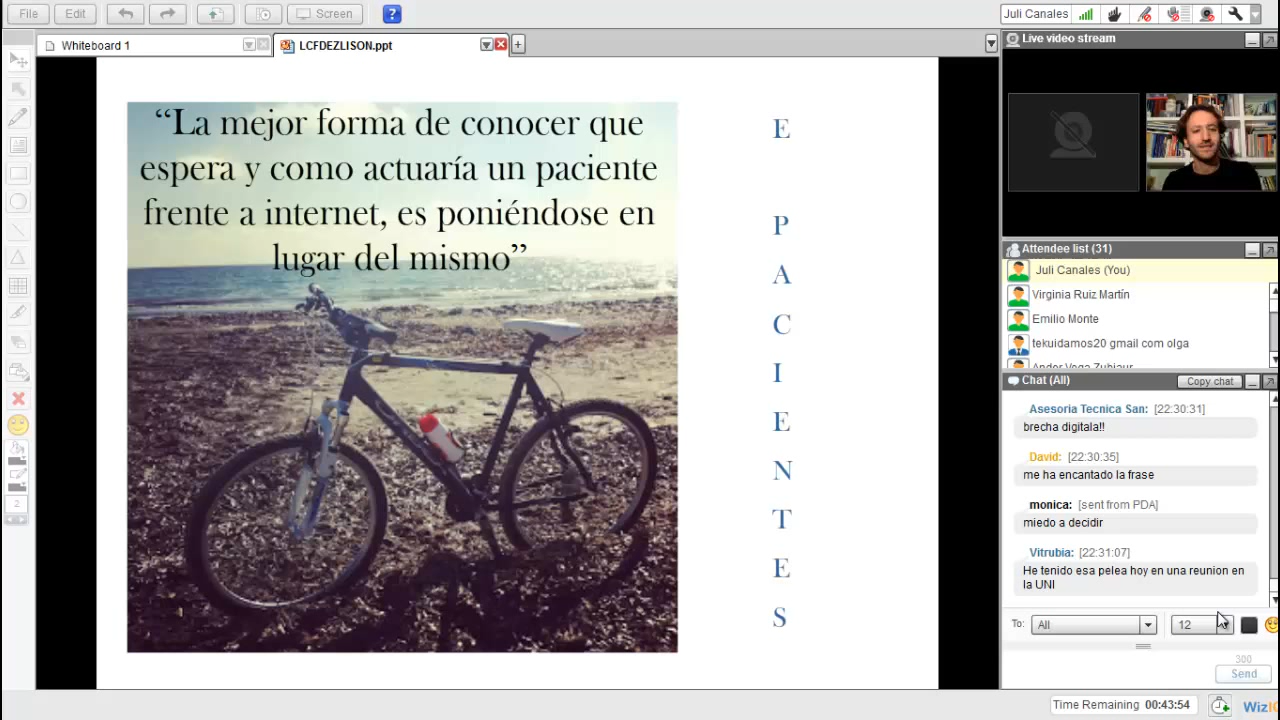 File
Edit
Screen
?
Juli Canales
Whiteboard 1
LCFDEZLISON.ppt
+
“La mejor forma de conocer que
espera y como actuaría un paciente
frente a internet, es poniéndose en
lugar del mismo”
E
P
A
C
I
E
N
T
E
S
2
Live video stream
Attendee list (31)
Juli Canales (You)
Virginia Ruiz Martín
Emilio Monte
tekuidamos20 gmail com olga
Ander Vega Zubiaur
Chat (All)
Copy chat
Asesoria Tecnica San: [22:30:31]
brecha digitala!!
David: [22:30:35]
me ha encantado la frase
monica: [sent from PDA]
miedo a decidir
Vitrubia: [22:31:07]
He tenido esa pelea hoy en una reunion en
la UNI
To: All 12
300
Send
Time Remaining 00:43:54
WizI